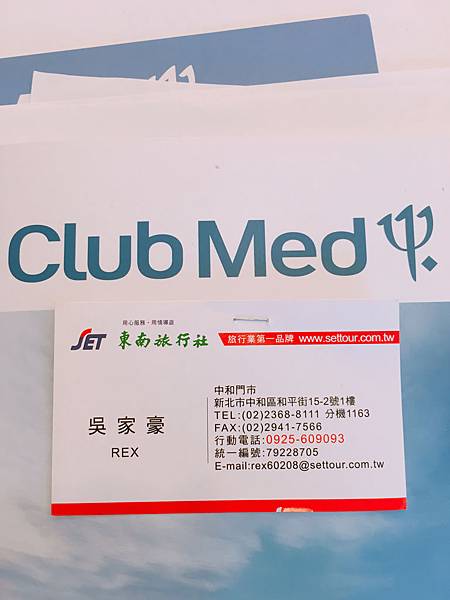 Club Med
用心服務・用情導遊
SET 東南旅行社 旅行業第一品牌 www.settour.com.tw
吳家豪
REX
中和門市
新北市中和區和平街15-2號1樓
TEL:(02)2368-8111 分機1163
FAX:(02)2941-7566
行動電話:0925-609093
統一編號:79228705
E-mail:rex60208@settour.com.tw